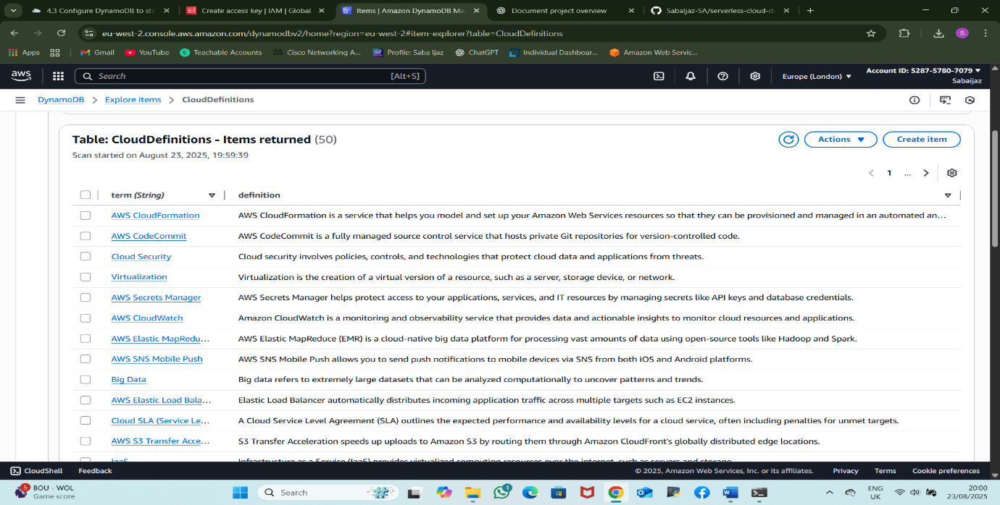 4.3 Configure DynamoDB to sto
Create access key | IAM | Global
Items | Amazon DynamoDB Ma
Document project overview
Sabaljaz-SA/serverless-cloud-d
eu-west-2.console.aws.amazon.com/dynamodbv2/home?region=eu-west-2#item-explorer?table=CloudDefinitions
S
Apps
Gmail
YouTube
Teachable Accounts
Cisco Networking A...
Profile: Saba Ijaz
ChatGPT
Individual Dashboar...
Amazon Web Servic...
aws
Search
[Alt+S]
Europe (London)
Account ID: 5287-5780-7079
Sabaijaz
DynamoDB
Explore items
CloudDefinitions
Table: CloudDefinitions - Items returned (50)
Scan started on August 23, 2025, 19:59:39
Actions
Create item
1
...
term (String)
definition
AWS CloudFormation
AWS CloudFormation is a service that helps you model and set up your Amazon Web Services resources so that they can be provisioned and managed in an automated an...
AWS CodeCommit
AWS CodeCommit is a fully managed source control service that hosts private Git repositories for version-controlled code.
Cloud Security
Cloud security involves policies, controls, and technologies that protect cloud data and applications from threats.
Virtualization
Virtualization is the creation of a virtual version of a resource, such as a server, storage device, or network.
AWS Secrets Manager
AWS Secrets Manager helps protect access to your applications, services, and IT resources by managing secrets like API keys and database credentials.
AWS CloudWatch
Amazon CloudWatch is a monitoring and observability service that provides data and actionable insights to monitor cloud resources and applications.
AWS Elastic MapRedu...
AWS Elastic MapReduce (EMR) is a cloud-native big data platform for processing vast amounts of data using open-source tools like Hadoop and Spark.
AWS SNS Mobile Push
AWS SNS Mobile Push allows you to send push notifications to mobile devices via SNS from both iOS and Android platforms.
Big Data
Big data refers to extremely large datasets that can be analyzed computationally to uncover patterns and trends.
AWS Elastic Load Bala...
Elastic Load Balancer automatically distributes incoming application traffic across multiple targets such as EC2 instances.
Cloud SLA (Service Le...
A Cloud Service Level Agreement (SLA) outlines the expected performance and availability levels for a cloud service, often including penalties for unmet targets.
AWS S3 Transfer Acce...
S3 Transfer Acceleration speeds up uploads to Amazon S3 by routing them through Amazon CloudFront's globally distributed edge locations.
IaaS
Infrastructure as a Service (IaaS) provides virtualized computing resources over the internet, such as servers and storage.
CloudShell
Feedback
© 2025, Amazon Web Services, Inc. or its affiliates.
Privacy
Terms
Cookie preferences
5
BOU - WOL
Game score
Search
1
ENG
UK
20:00
23/08/2025